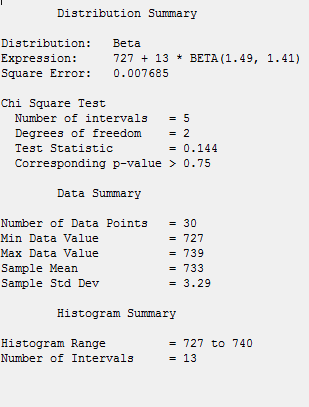 Distribution Summary
Distribution: Beta
Expression: 727 + 13 * BETA(1.49, 1.41)
Square Error: 0.007685
Chi Square Test
Number of intervals = 5
Degrees of freedom = 2
Test Statistic = 0.144
Corresponding p-value > 0.75
Data Summary
Number of Data Points = 30
Min Data Value = 727
Max Data Value = 739
Sample Mean = 733
Sample Std Dev = 3.29
Histogram Summary
Histogram Range = 727 to 740
Number of Intervals = 13